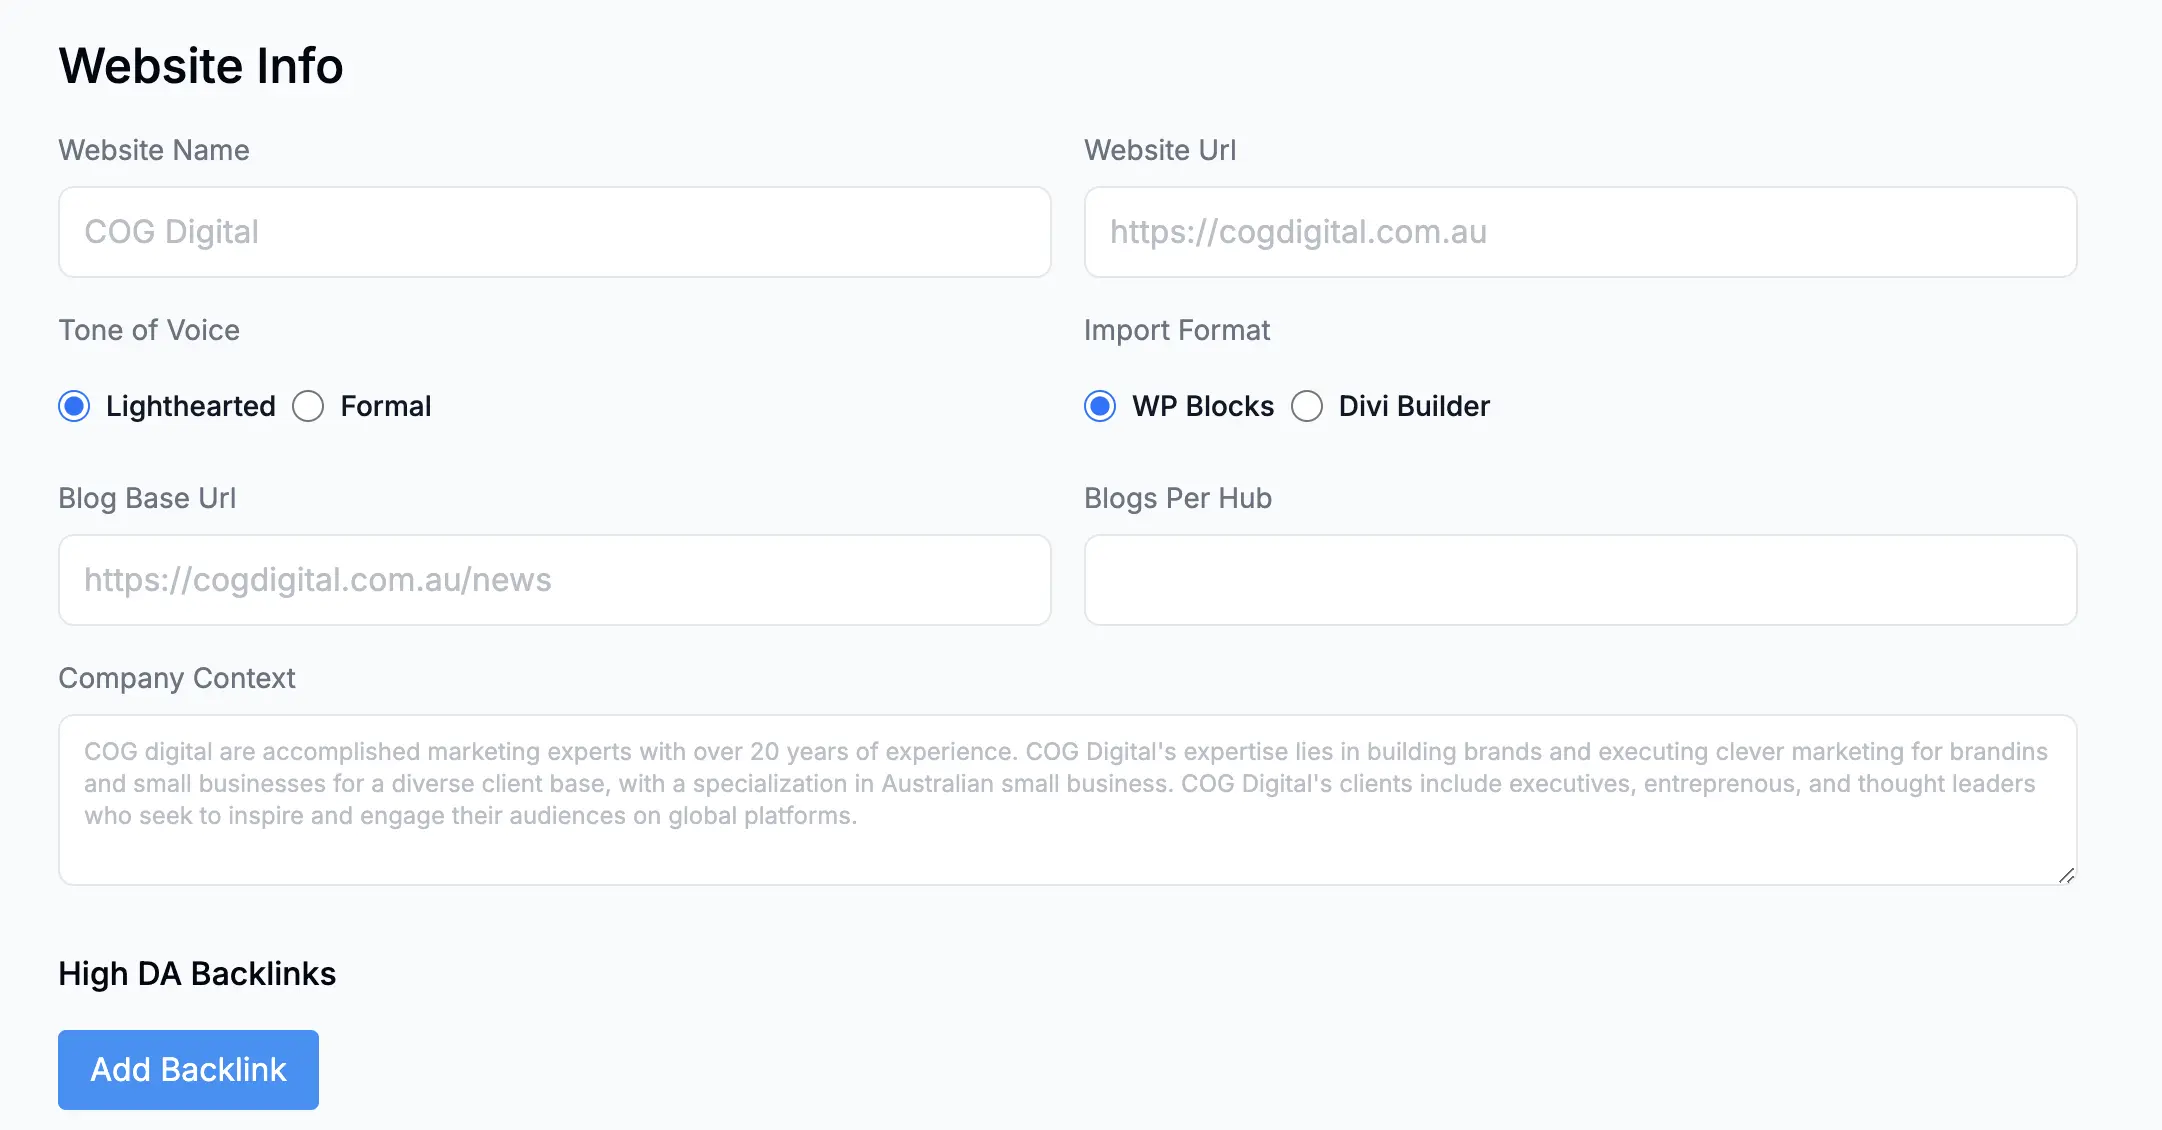 Website Info
Website Name
Website Url
COG Digital
https://cogdigital.com.au
Tone of Voice
Import Format
Lighthearted
Formal
WP Blocks
Divi Builder
Blog Base Url
Blogs Per Hub
https://cogdigital.com.au/news
Company Context
COG digital are accomplished marketing experts with over 20 years of experience. COG Digital's expertise lies in building brands and executing clever marketing for brandins
and small businesses for a diverse client base, with a specialization in Australian small business. COG Digital's clients include executives, entreprenous, and thought leaders
who seek to inspire and engage their audiences on global platforms.
High DA Backlinks
Add Backlink